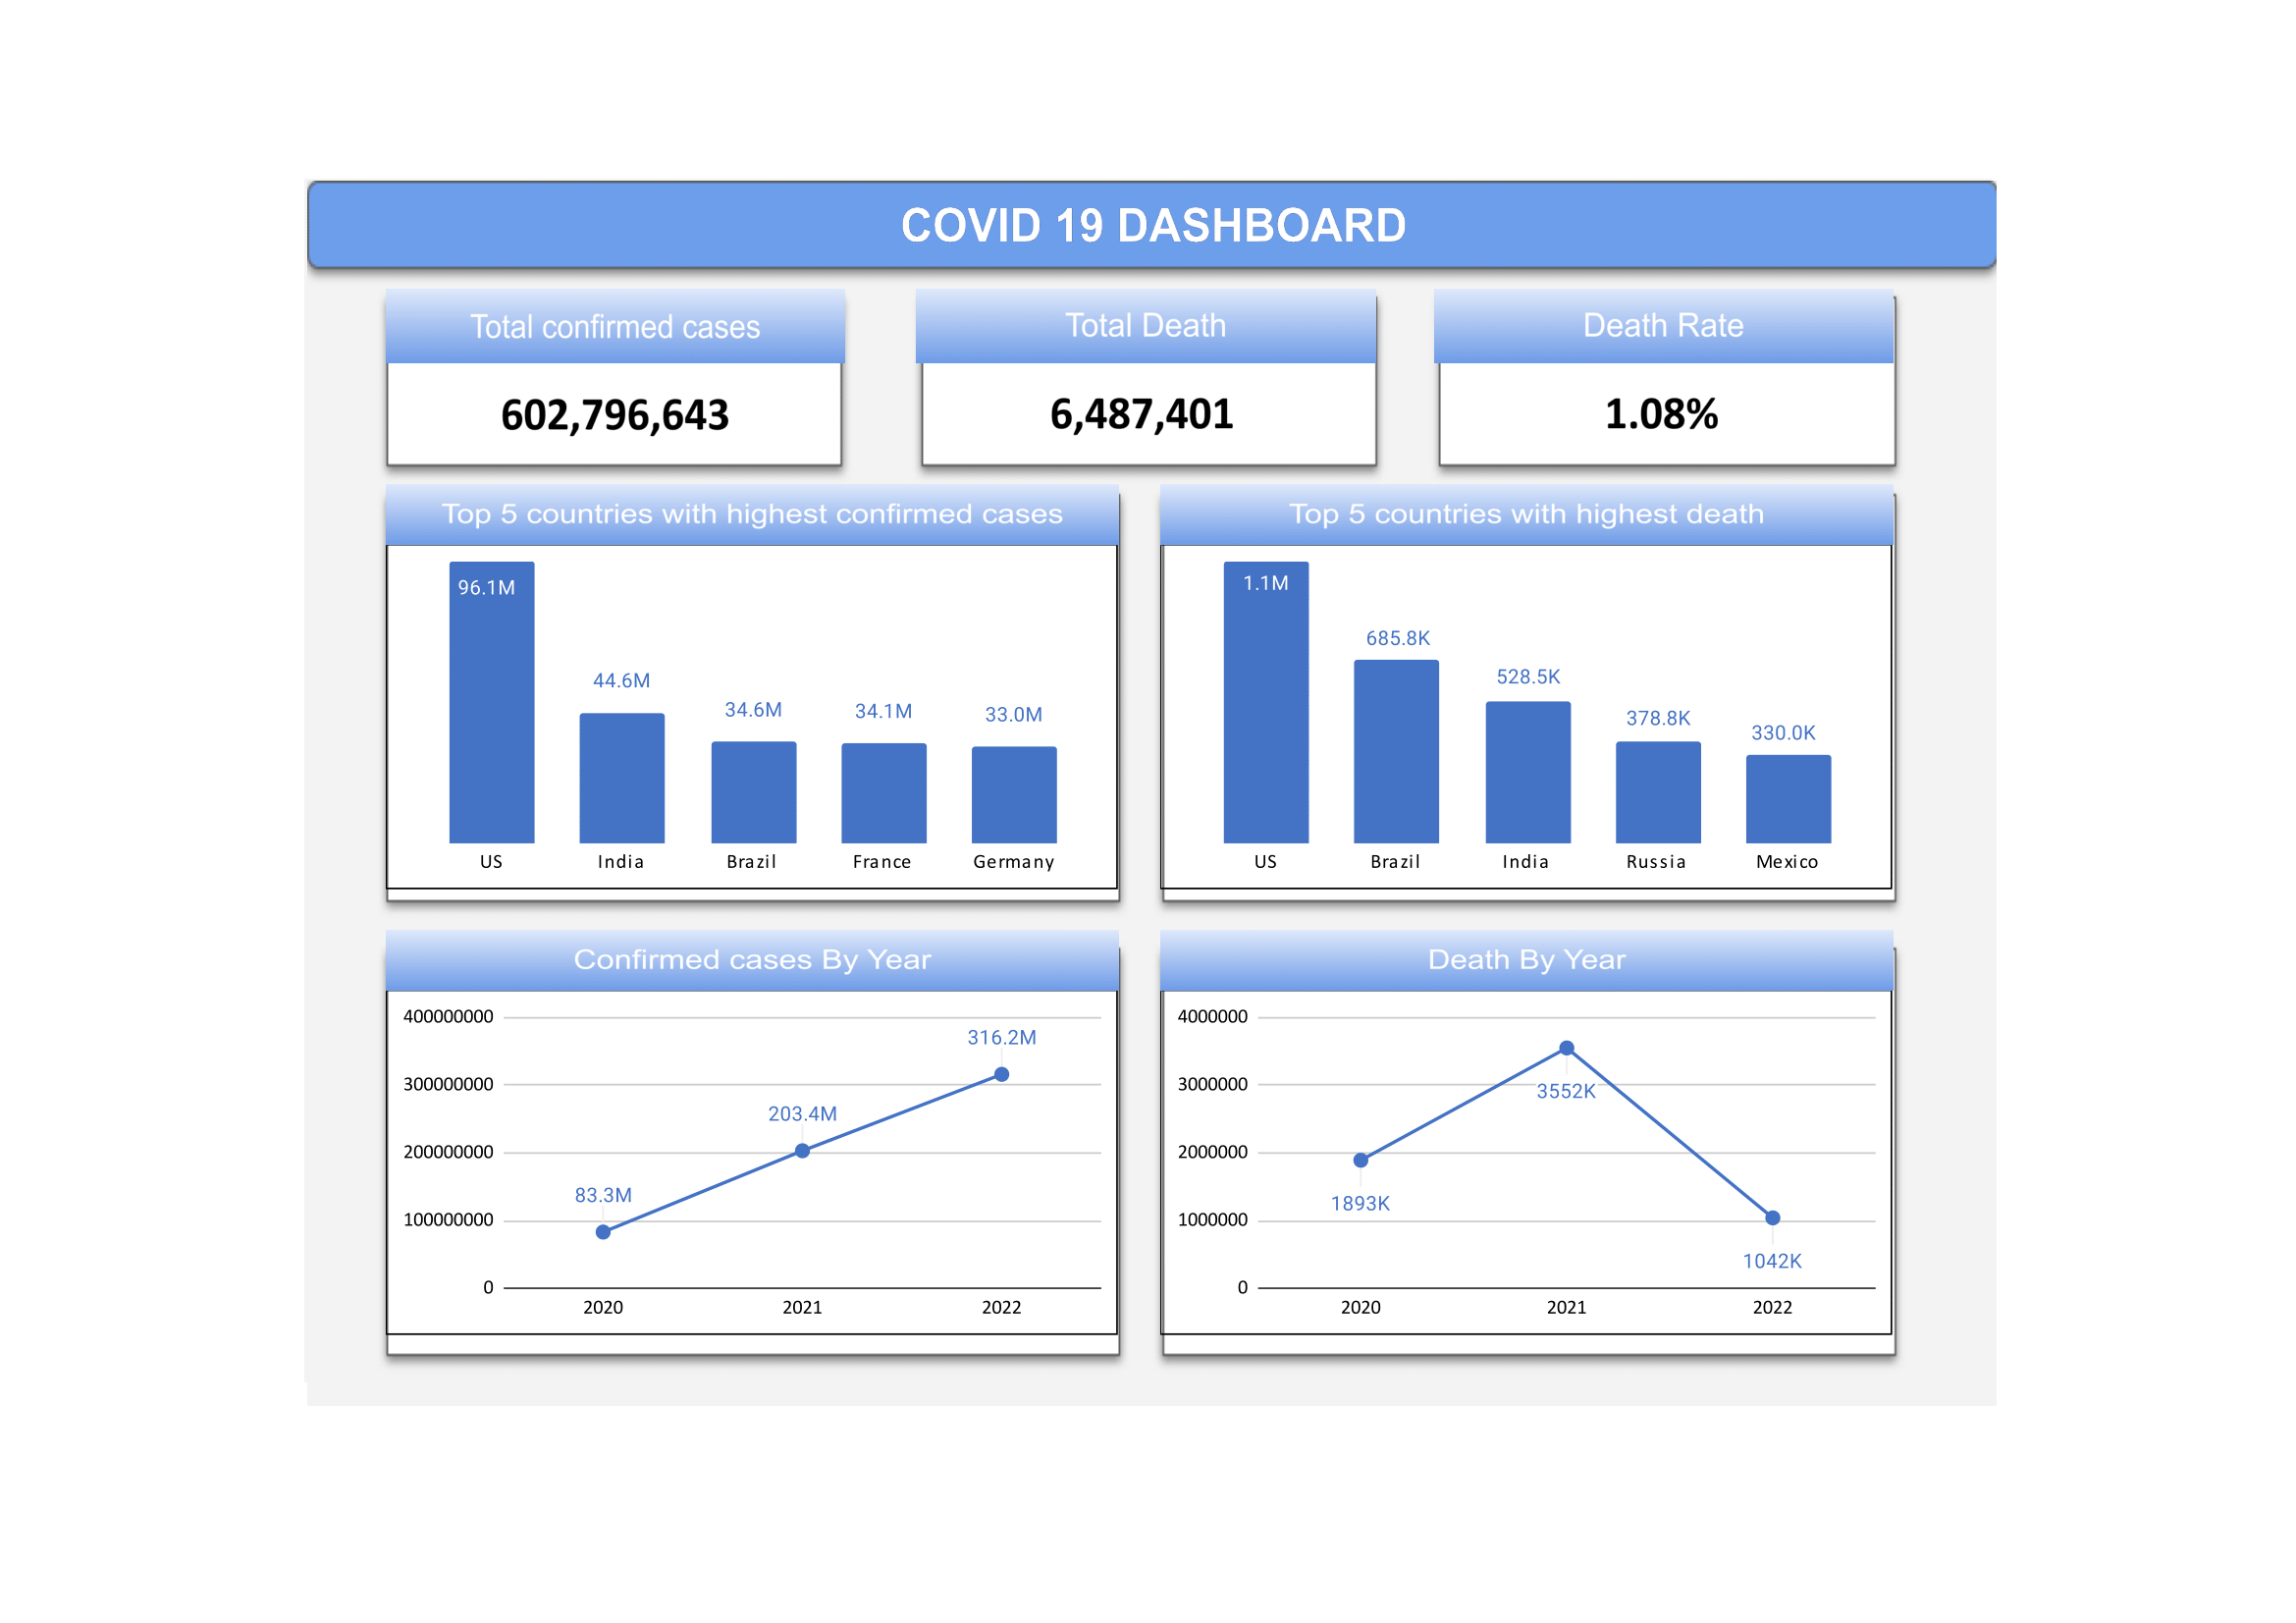 COVID 19 DASHBOARD
Total confirmed cases
602,796,643
Total Death
6,487,401
Death Rate
1.08%
Top 5 countries with highest confirmed cases
96.1M
44.6M
34.6M
34.1M
33.0M
US
India
Brazil
France
Germany
Top 5 countries with highest death
1.1M
685.8K
528.5K
378.8K
330.0K
US
Brazil
India
Russia
Mexico
Confirmed cases By Year
400000000
300000000
200000000
100000000
0
83.3M
203.4M
316.2M
2020
2021
2022
Death By Year
4000000
3000000
2000000
1000000
0
1893K
3552K
1042K
2020
2021
2022